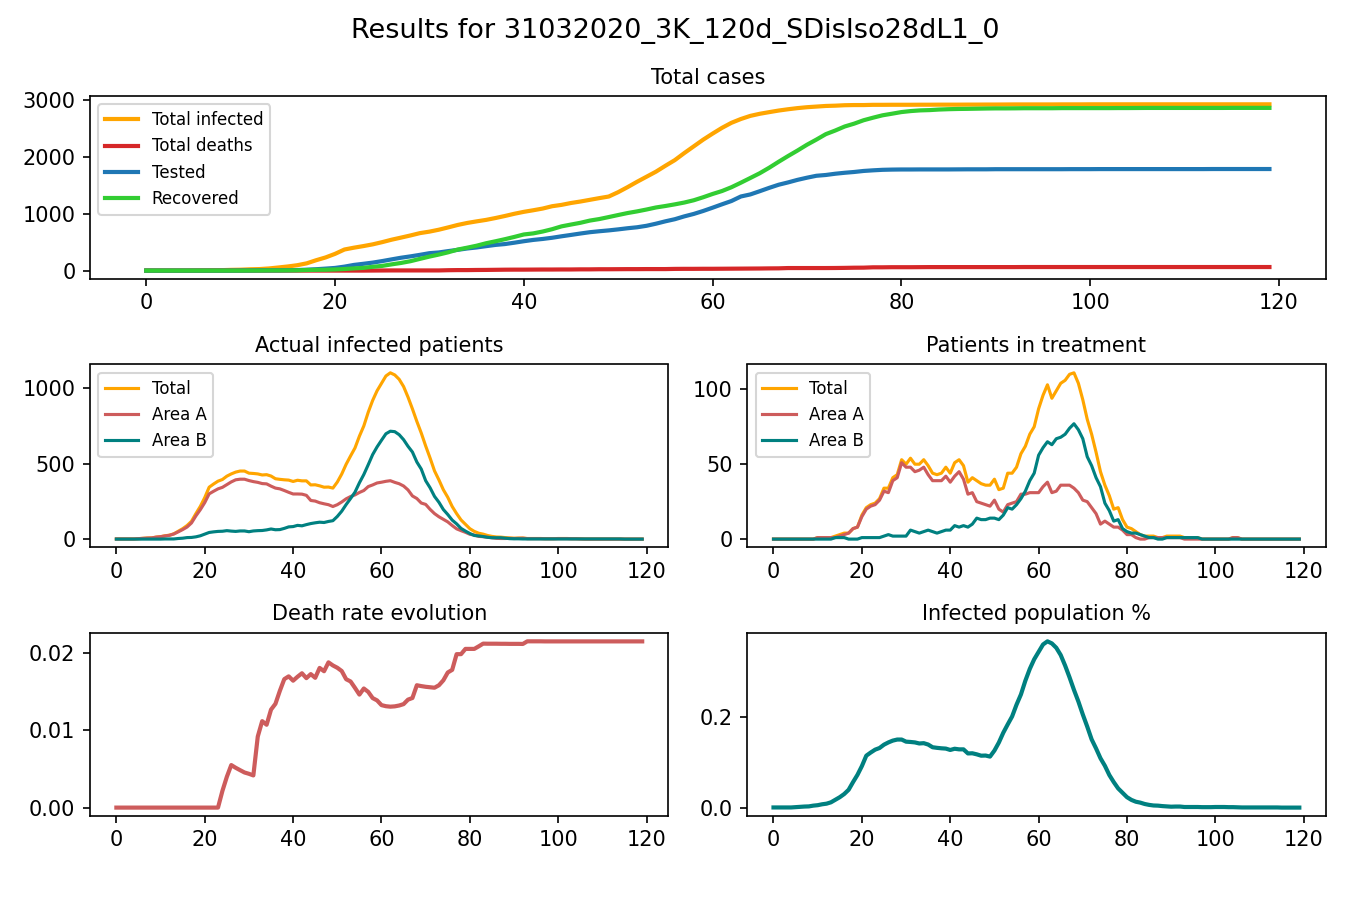 Results for 31032020_3K_120d_SDisIso28dL1_0
Total cases
3000
2000
1000
0
Total infected
Total deaths
Tested
Recovered
0 20 40 60 80 100 120
Actual infected patients
1000
500
0
Total
Area A
Area B
0 20 40 60 80 100 120
Patients in treatment
100
50
0
Total
Area A
Area B
0 20 40 60 80 100 120
Death rate evolution
0.02
0.01
0.00
0 20 40 60 80 100 120
Infected population %
0.2
0.0
0 20 40 60 80 100 120